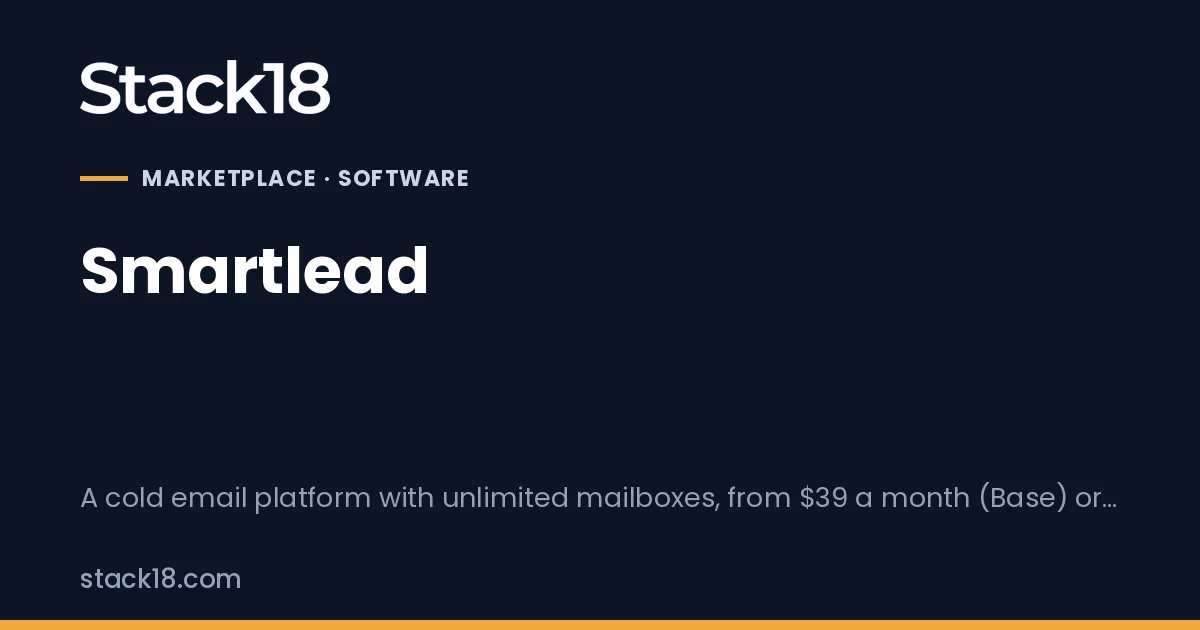 Stack18
MARKETPLACE · SOFTWARE
Smartlead
A cold email platform with unlimited mailboxes, from $39 a month (Base) or...
stack18.com